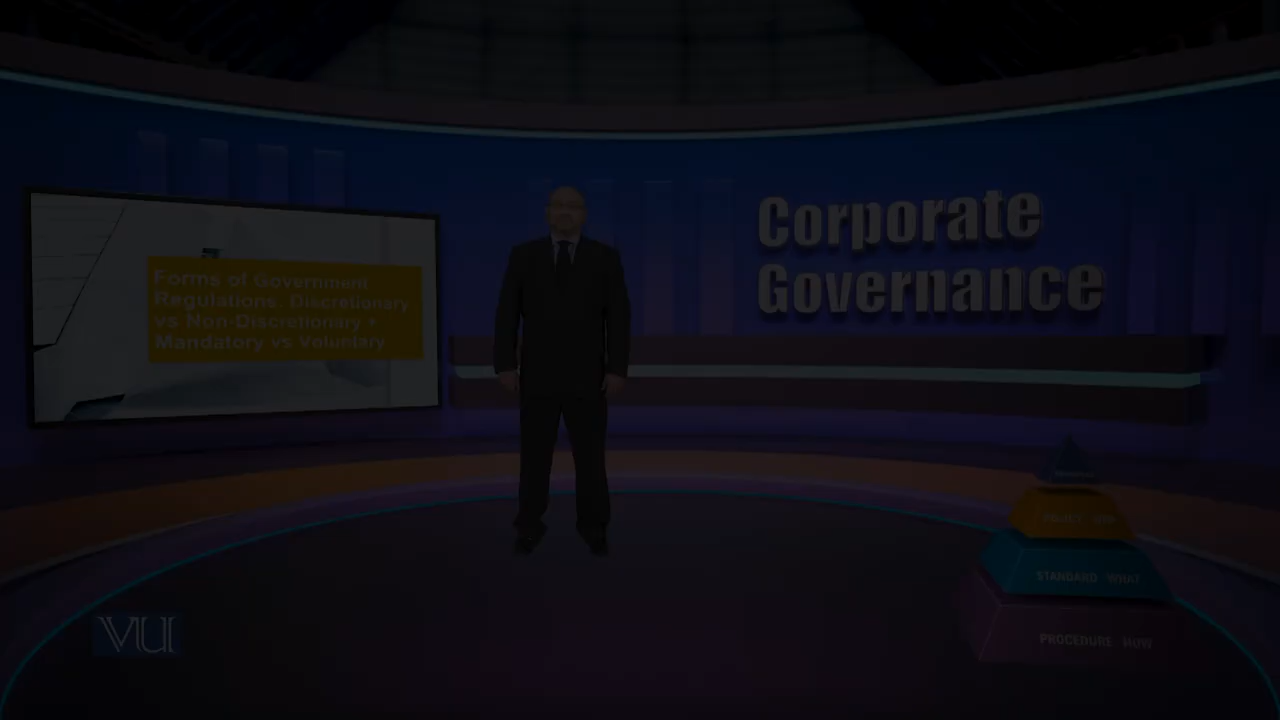 Forms of Government
Regulations. Discretionary
vs Non-Discretionary •
Mandatory vs Voluntary
Corporate
Governance
STANDARD WHAT
PROCEDURE HOW
VU